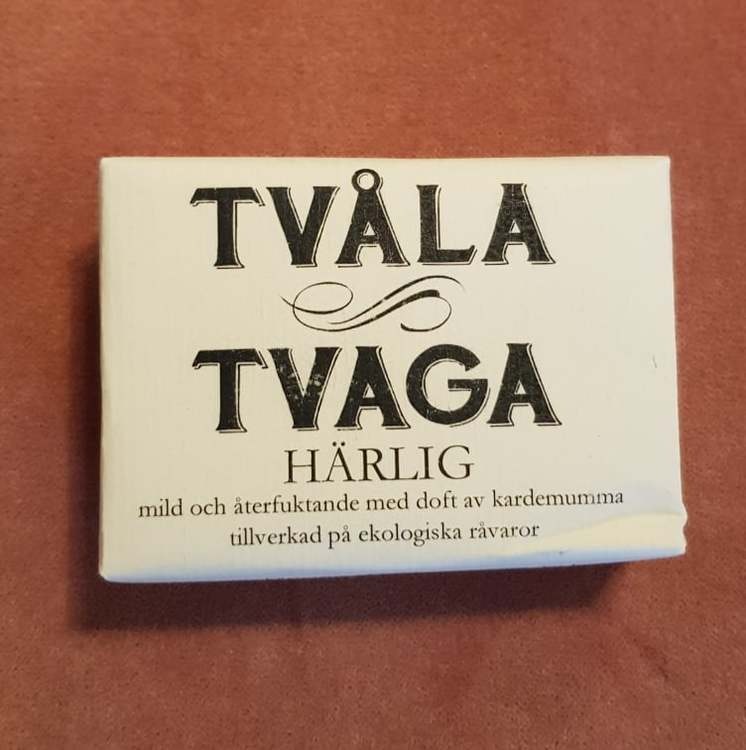 TVÅLA
TVAGA
HÄRLIG
mild och återfuktande med doft av kardemumma
tillverkad på ekologiska råvaror